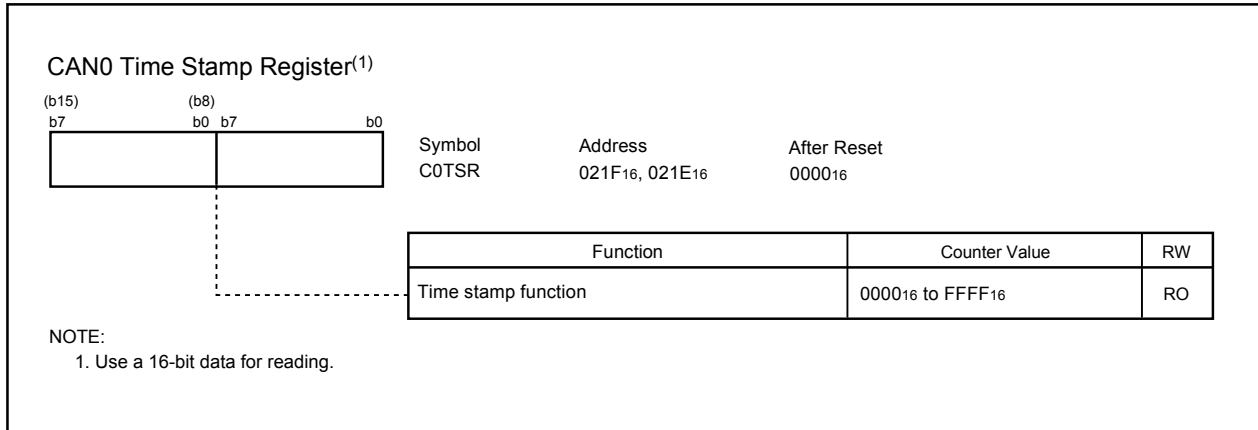 CAN0 Time Stamp Register(1)
(b15) (b8)
b7 b0 b7 b0
Symbol Address After Reset
C0TSR 021F16, 021E16 000016
Function Counter Value RW
Time stamp function 000016 to FFFF16 RO
NOTE:
1. Use a 16-bit data for reading.